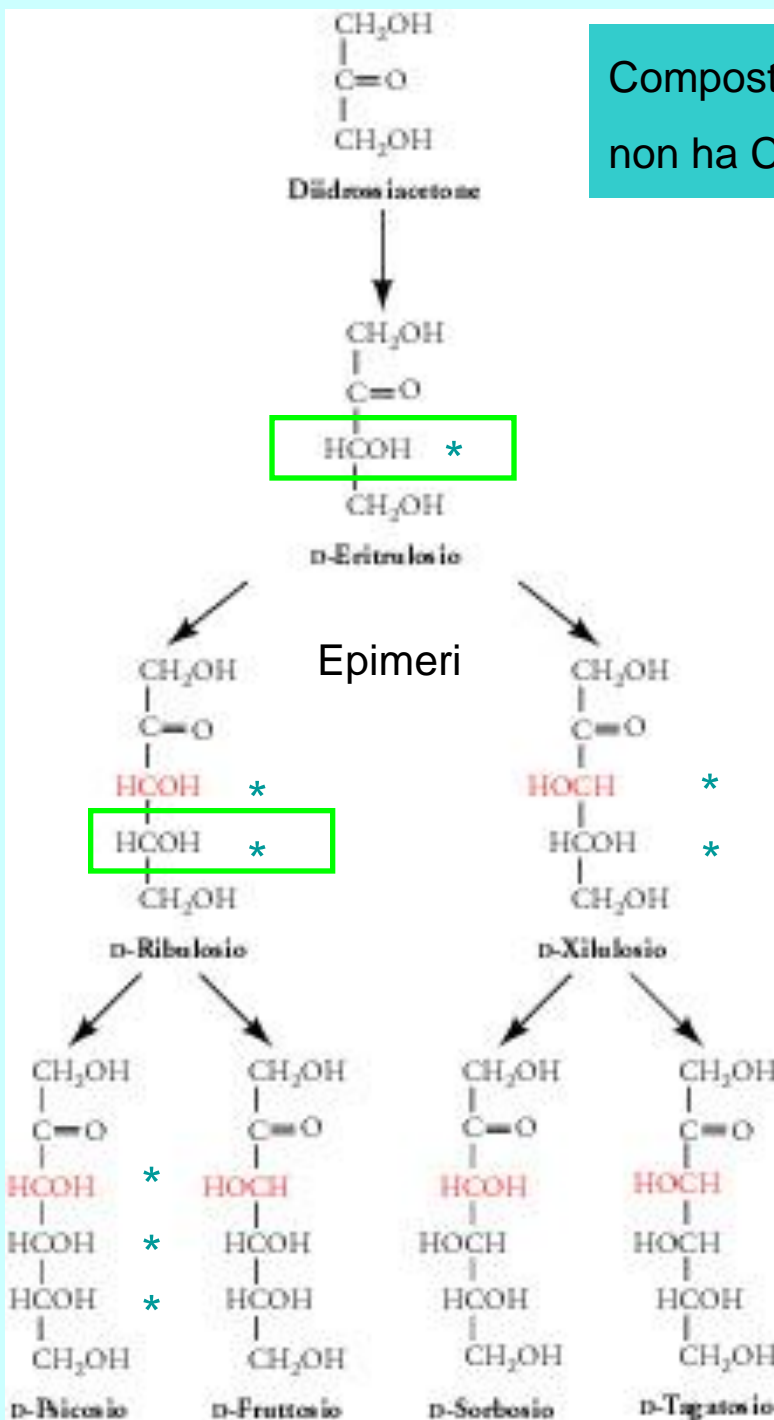 CH₂OH
C=O
CH₂OH
Diidrossiacetone
Compost
non ha C
CH₂OH
C=O
HCOH *
CH₂OH
D-Eritrulosio
Epimeri
CH₂OH
C=O
HCOH *
HCOH *
CH₂OH
D-Ribulosio
CH₂OH
C=O
HOCH *
HCOH *
CH₂OH
D-Xilulosio
CH₂OH
C=O
HCOH *
HCOH *
HCOH *
CH₂OH
D-Psicosio
CH₂OH
C=O
HOCH
HCOH
HCOH
CH₂OH
D-Fruttosio
CH₂OH
C=O
HCOH
HOCH
HCOH
CH₂OH
D-Sorbosio
CH₂OH
C=O
HOCH
HOCH
HCOH
CH₂OH
D-Tagatosio